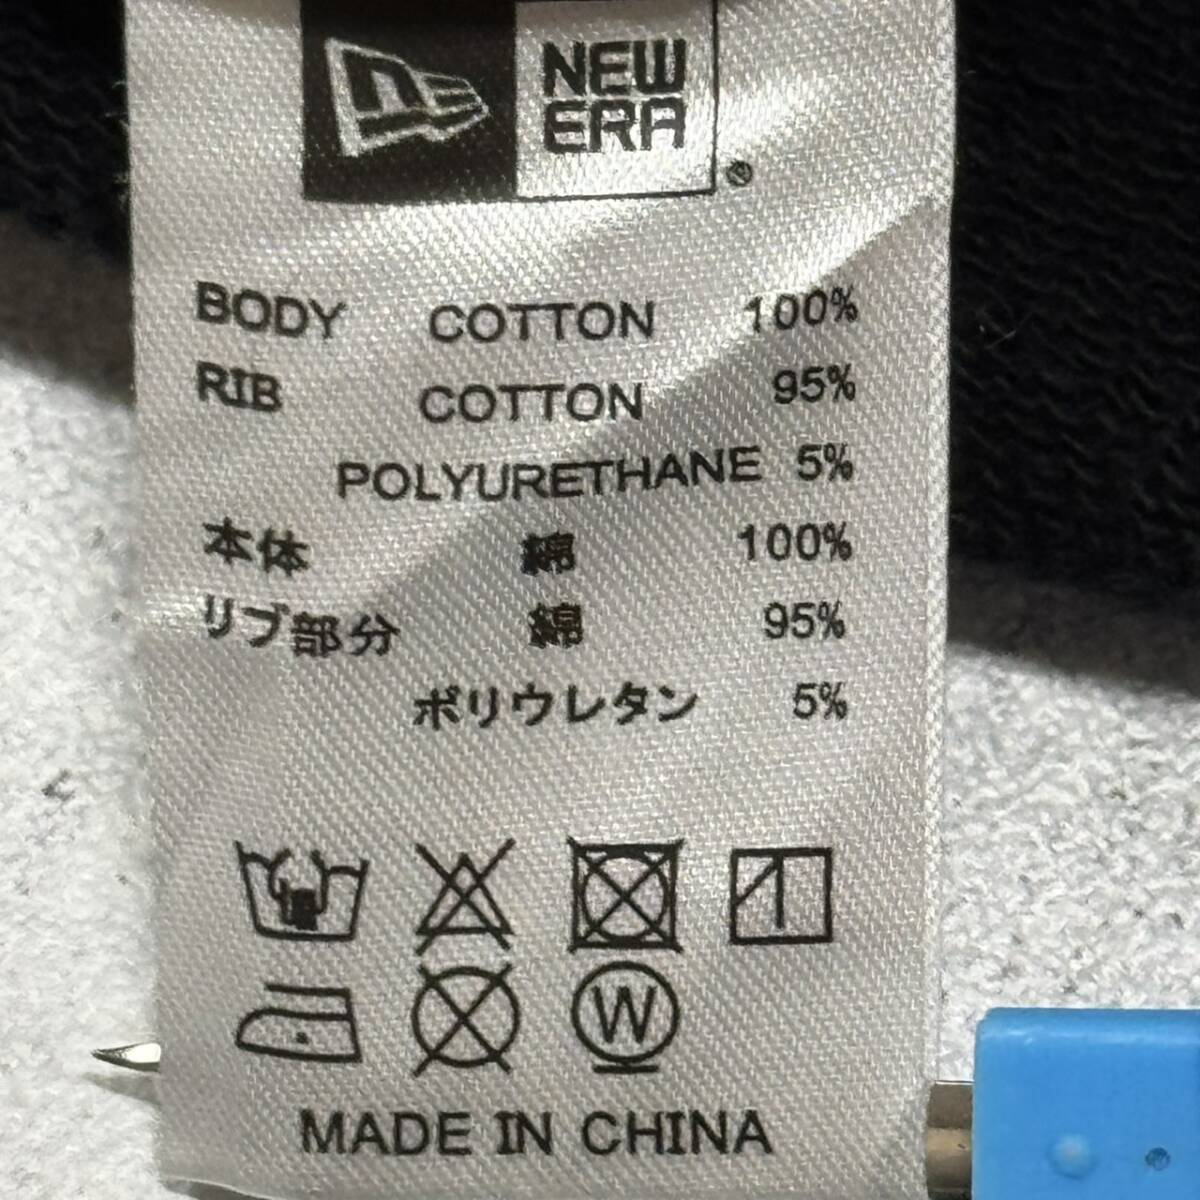 NEW
ERA
BODY COTTON 100%
RIB COTTON 95%
POLYURETHANE 5%
本体 綿 100%
リブ部分 綿 95%
ポリウレタン 5%
W
MADE IN CHINA